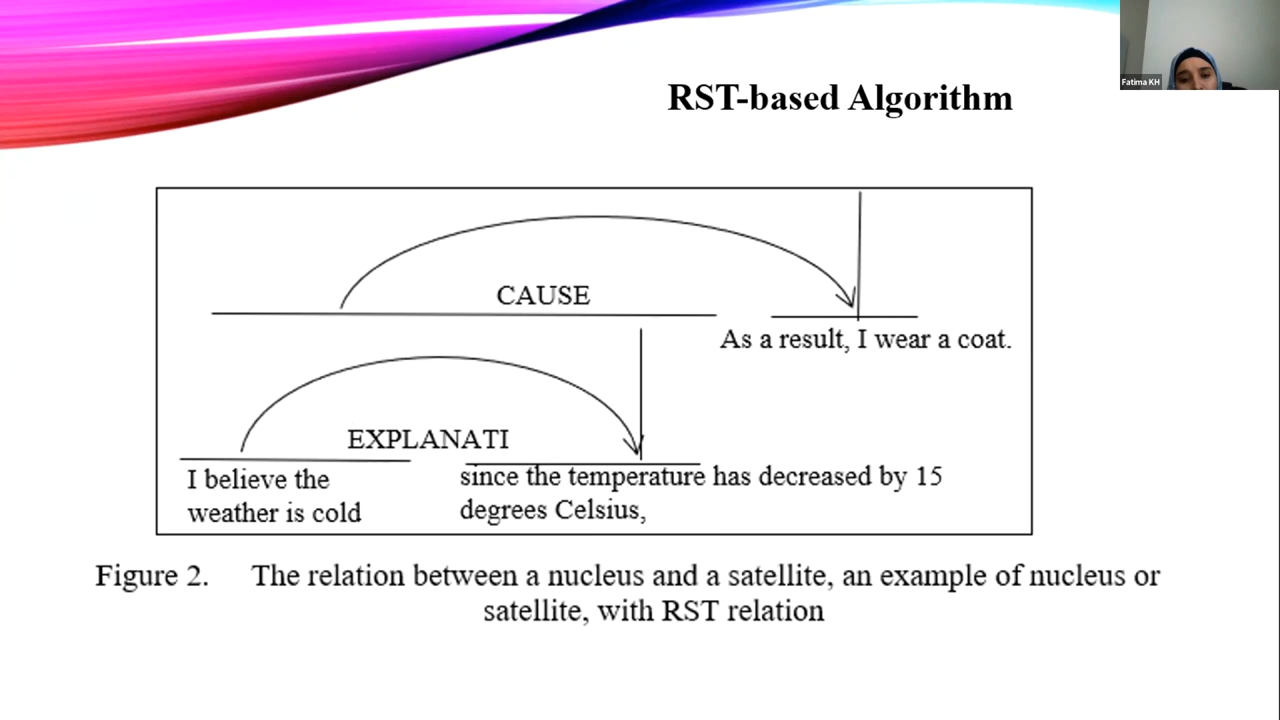 Fatima KH
RST-based Algorithm
CAUSE
As a result, I wear a coat.
EXPLANATI
I believe the
weather is cold
since the temperature has decreased by 15
degrees Celsius,
Figure 2. The relation between a nucleus and a satellite, an example of nucleus or
satellite, with RST relation